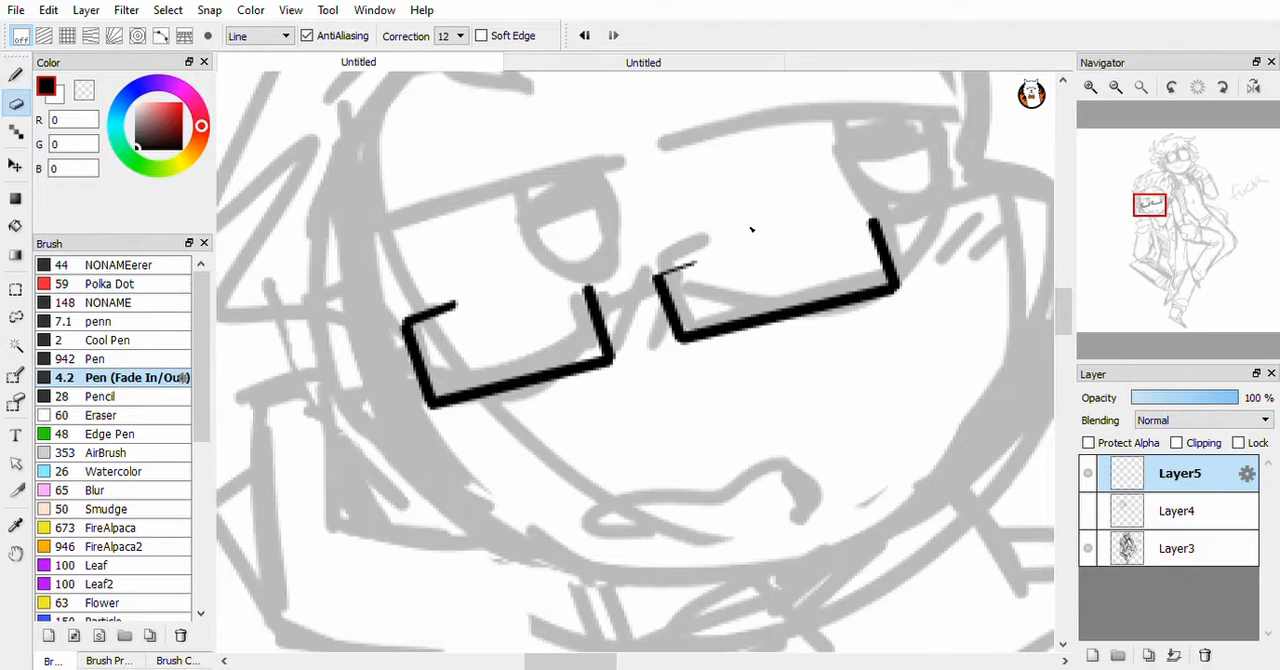 File Edit Layer Filter Select Snap Color View Tool Window Help
off Line AntiAliasing Correction 12 Soft Edge
Color
R 0
G 0
B 0
Brush
44 NONAMEerer
59 Polka Dot
148 NONAME
7.1 penn
2 Cool Pen
942 Pen
4.2 Pen (Fade In/Out)
28 Pencil
60 Eraser
48 Edge Pen
353 AirBrush
26 Watercolor
65 Blur
50 Smudge
673 FireAlpaca
946 FireAlpaca2
100 Leaf
100 Leaf2
63 Flower
Br... Brush Pr... Brush C...
Untitled Untitled
Navigator
Layer
Opacity 100 %
Blending Normal
Protect Alpha Clipping Lock
Layer5
Layer4
Layer3